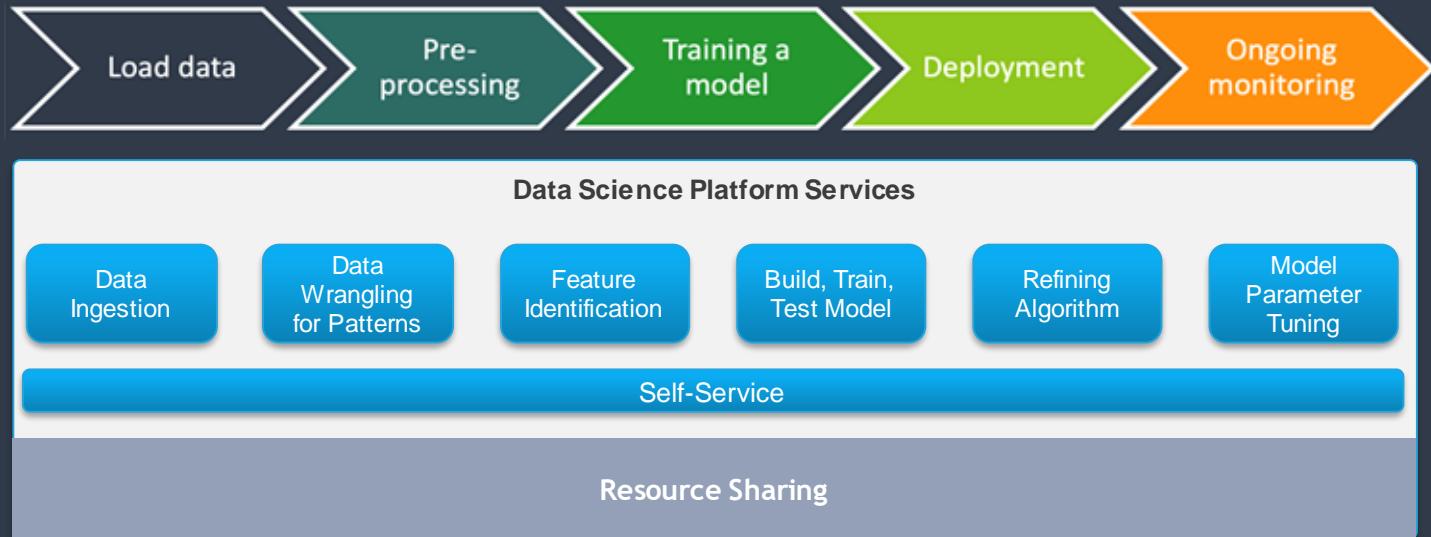 Load data
Pre-
processing
Training a
model
Deployment
Ongoing
monitoring
Data Science Platform Services
Data
Ingestion
Data
Wrangling
for Patterns
Feature
Identification
Build, Train,
Test Model
Refining
Algorithm
Model
Parameter
Tuning
Self-Service
Resource Sharing